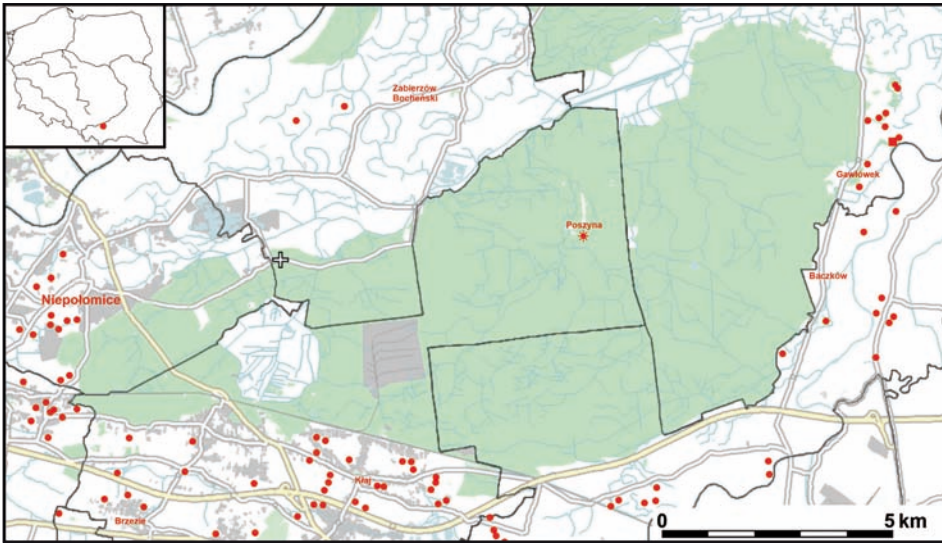 Zabierzów
Bocheński
Gawłówek
Poszyna
Baczków
Niepołomice
Kłaj
Brzezie
0 5 km